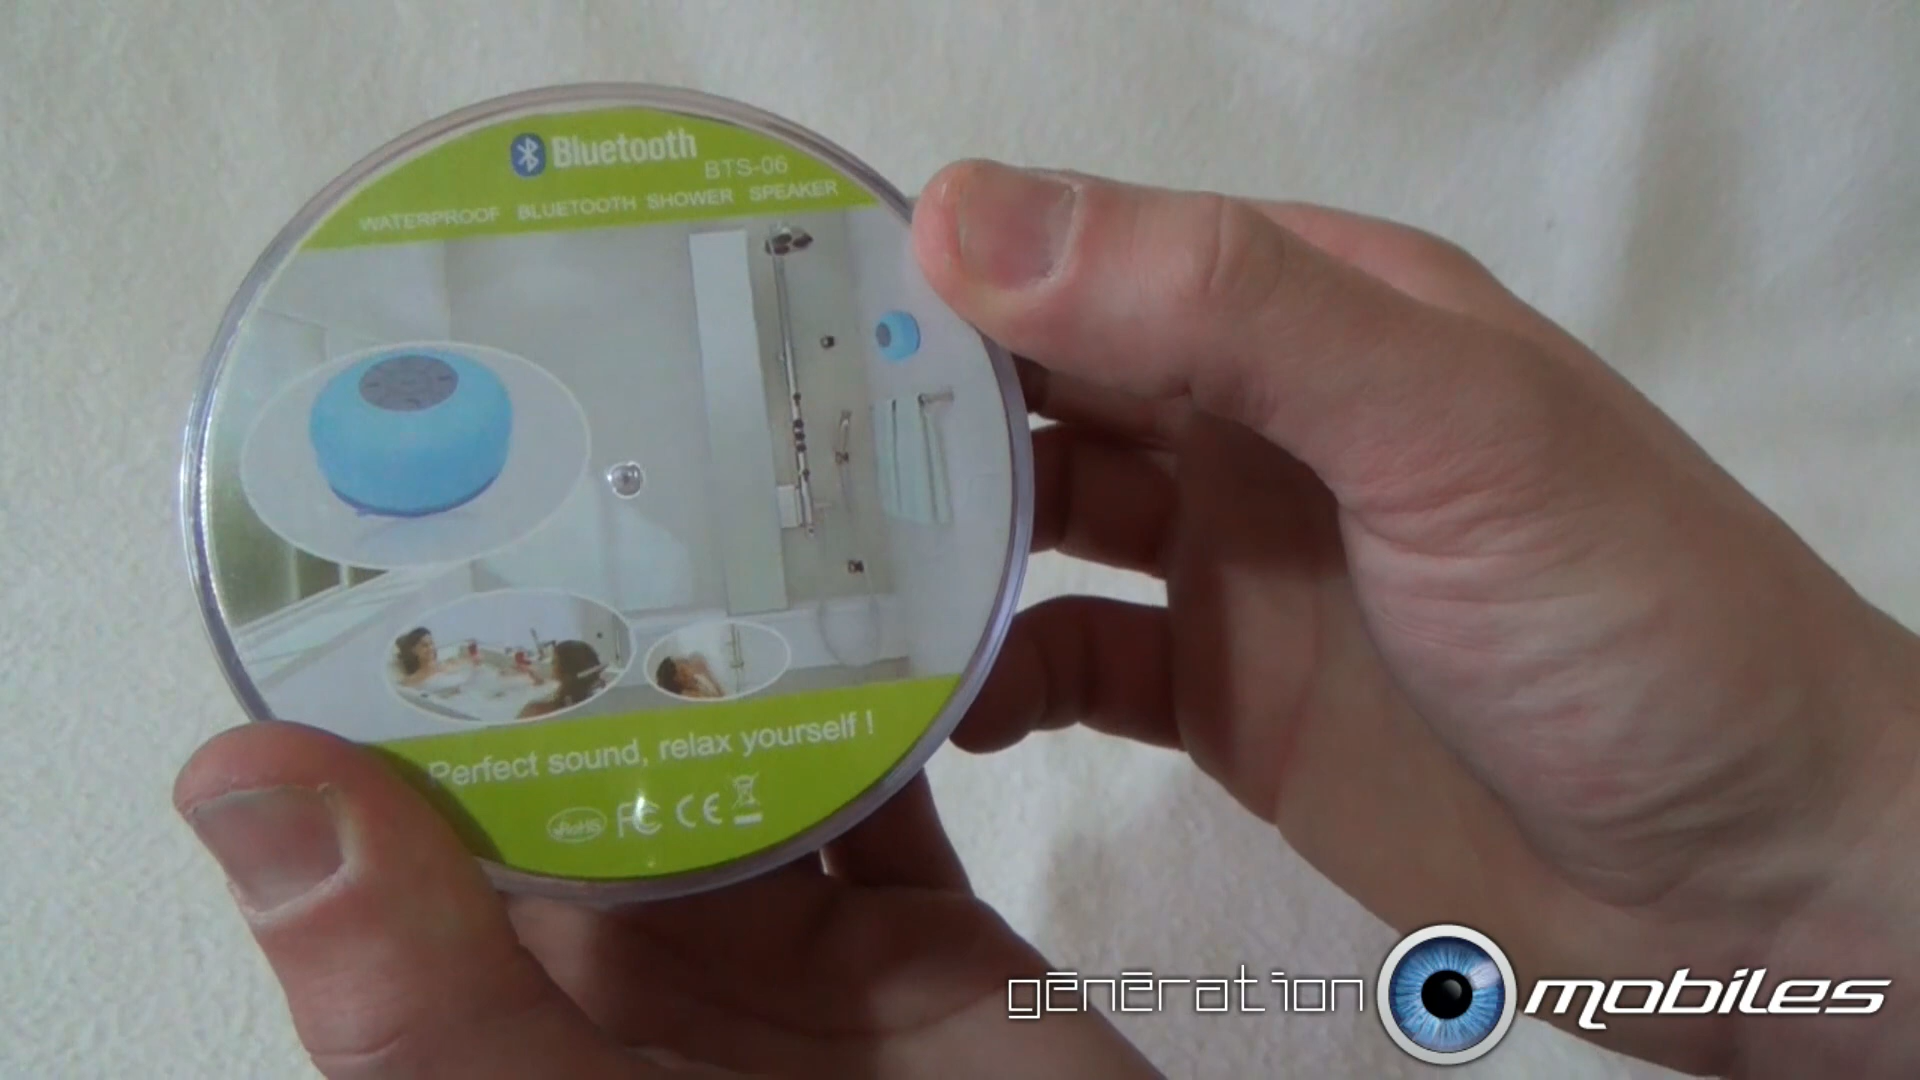 Bluetooth
BTS-06
WATERPROOF BLUETOOTH SHOWER SPEAKER
Perfect sound, relax yourself !
RoHS FC CE
génération mobiles